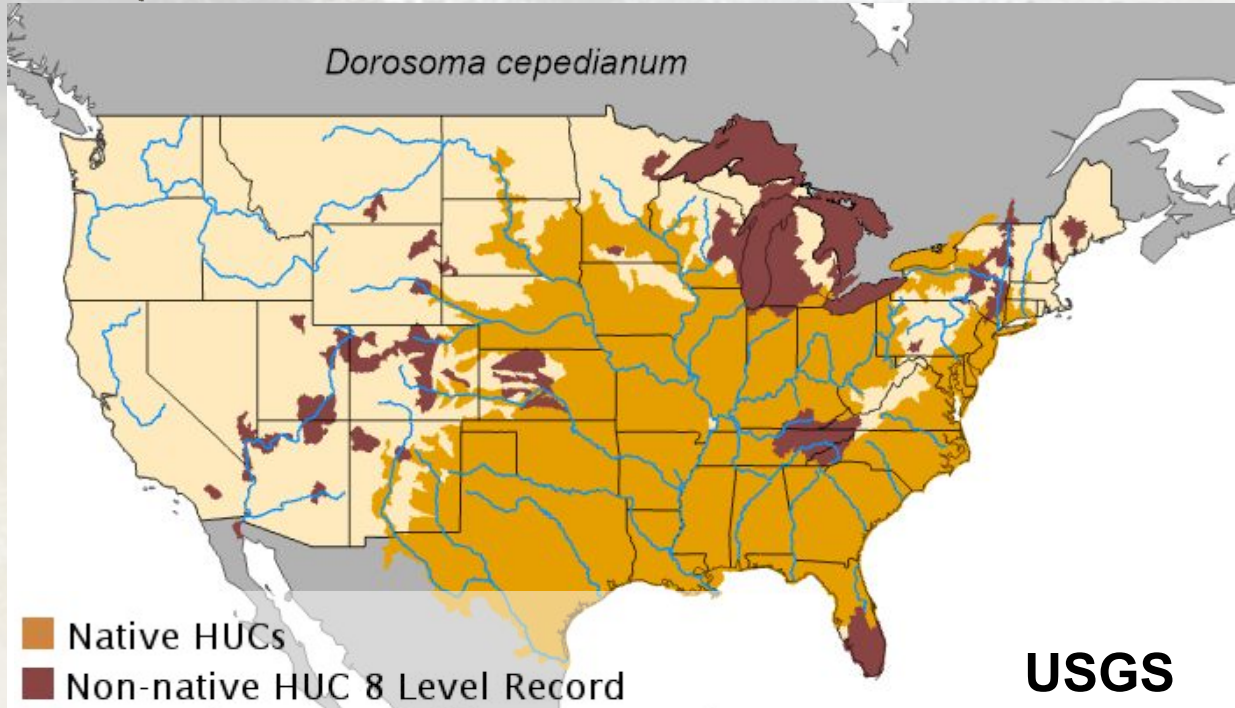 Dorosoma cepedianum
Native HUCs
Non-native HUC 8 Level Record
USGS